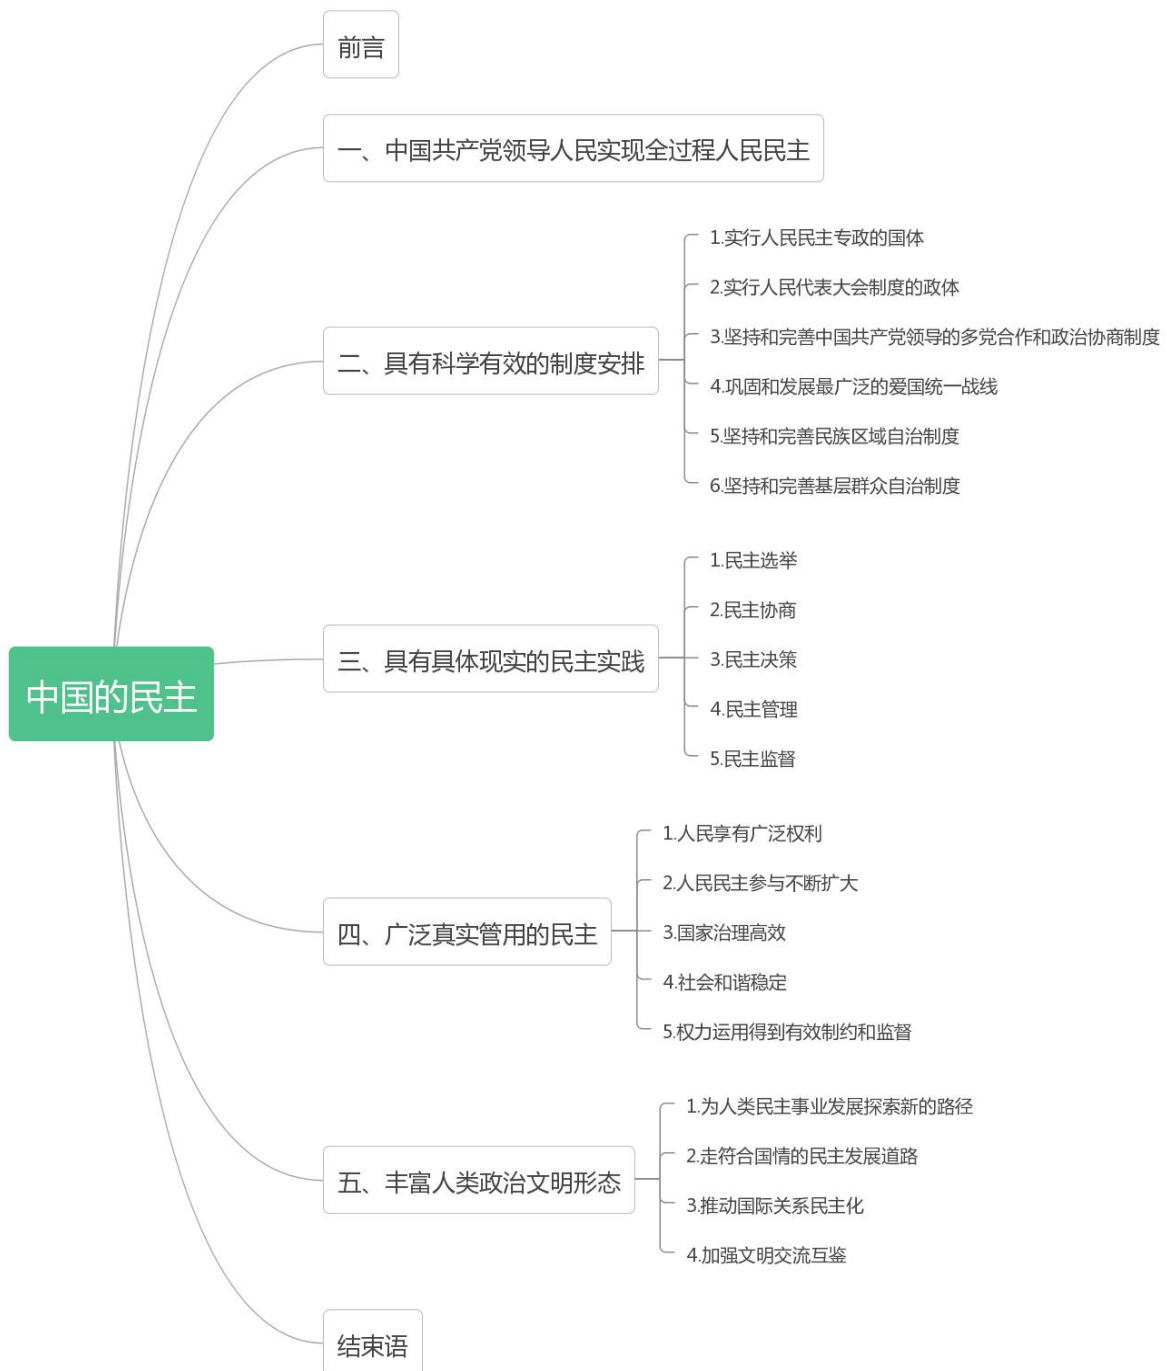 前言
一、中国共产党领导人民实现全过程人民民主
1.实行人民民主专政的国体
2.实行人民代表大会制度的政体
3.坚持和完善中国共产党领导的多党合作和政治协商制度
二、具有科学有效的制度安排
4.巩固和发展最广泛的爱国统一战线
5.坚持和完善民族区域自治制度
6.坚持和完善基层群众自治制度
1.民主选举
2.民主协商
三、具有具体现实的民主实践
3.民主决策
中国的民主
4.民主管理
5.民主监督
1.人民享有广泛权利
2.人民民主参与不断扩大
四、广泛真实管用的民主
3.国家治理高效
4.社会和谐稳定
5.权力运用得到有效制约和监督
1.为人类民主事业发展探索新的路径
2.走符合国情的民主发展道路
五、丰富人类政治文明形态
3.推动国际关系民主化
4.加强文明交流互鉴
结束语